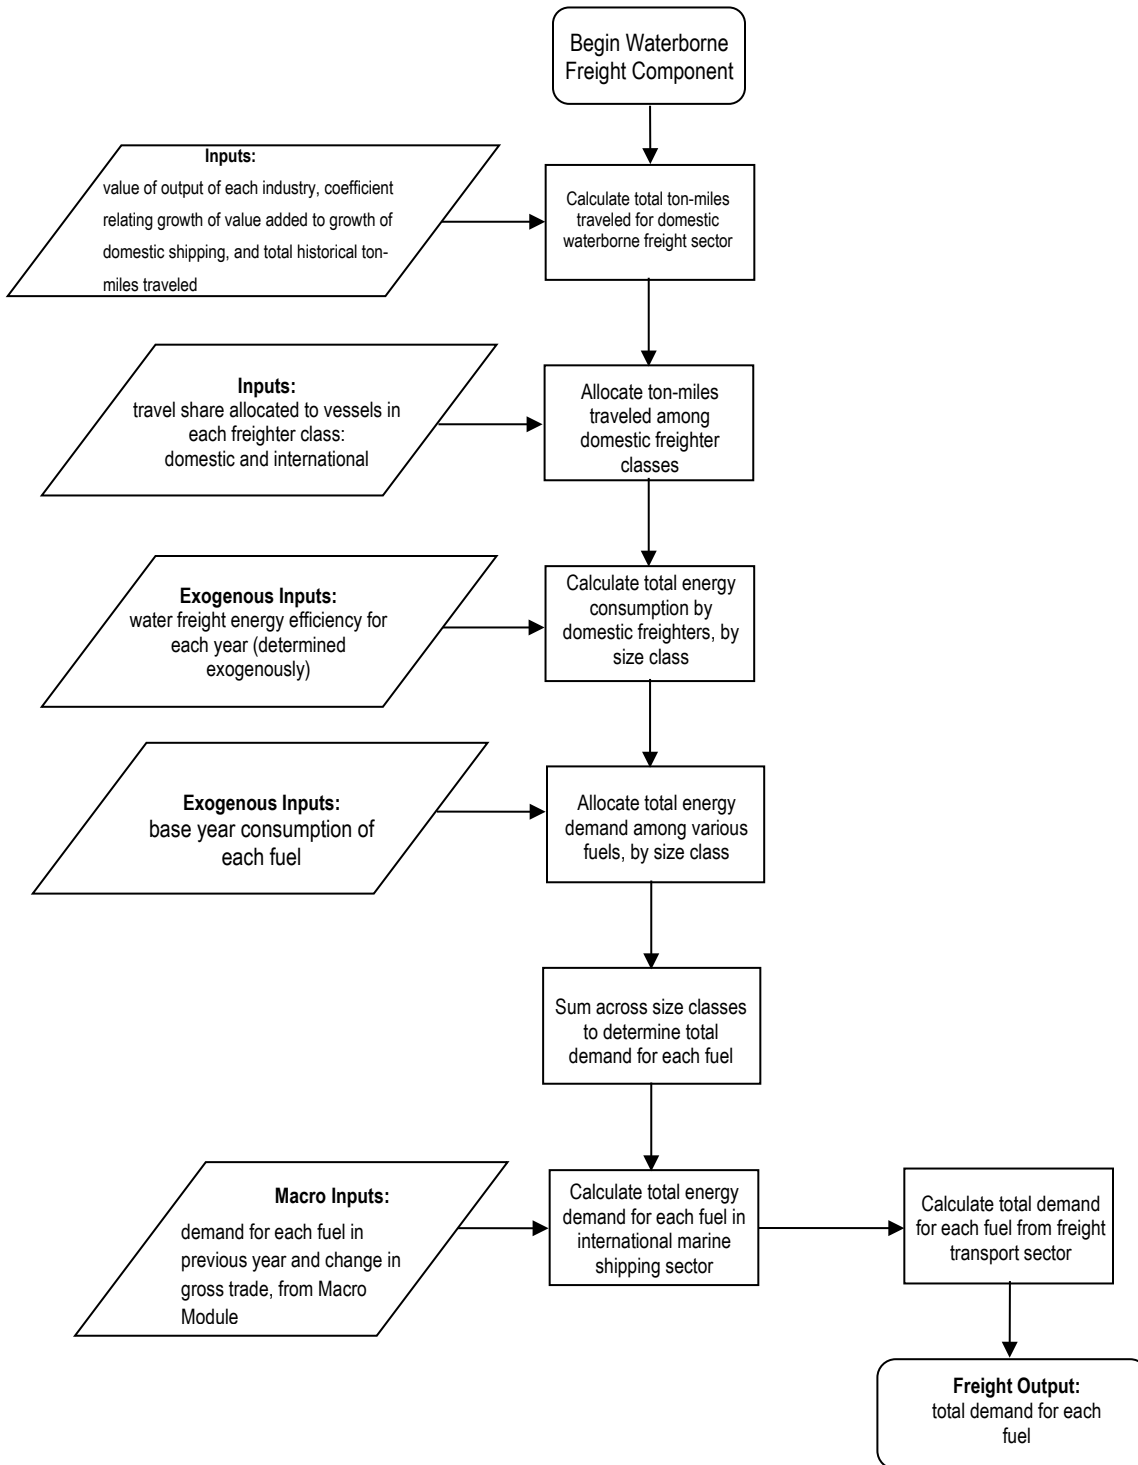 Begin Waterborne
Freight Component
Inputs:
value of output of each industry, coefficient
relating growth of value added to growth of
domestic shipping, and total historical ton-
miles traveled
Calculate total ton-miles
traveled for domestic
waterborne freight sector
Inputs:
travel share allocated to vessels in
each freighter class:
domestic and international
Allocate ton-miles
traveled among
domestic freighter
classes
Exogenous Inputs:
water freight energy efficiency for
each year (determined
exogenously)
Calculate total energy
consumption by
domestic freighters, by
size class
Exogenous Inputs:
base year consumption of
each fuel
Allocate total energy
demand among various
fuels, by size class
Sum across size classes
to determine total
demand for each fuel
Macro Inputs:
demand for each fuel in
previous year and change in
gross trade, from Macro
Module
Calculate total energy
demand for each fuel in
international marine
shipping sector
Calculate total demand
for each fuel from freight
transport sector
Freight Output:
total demand for each
fuel